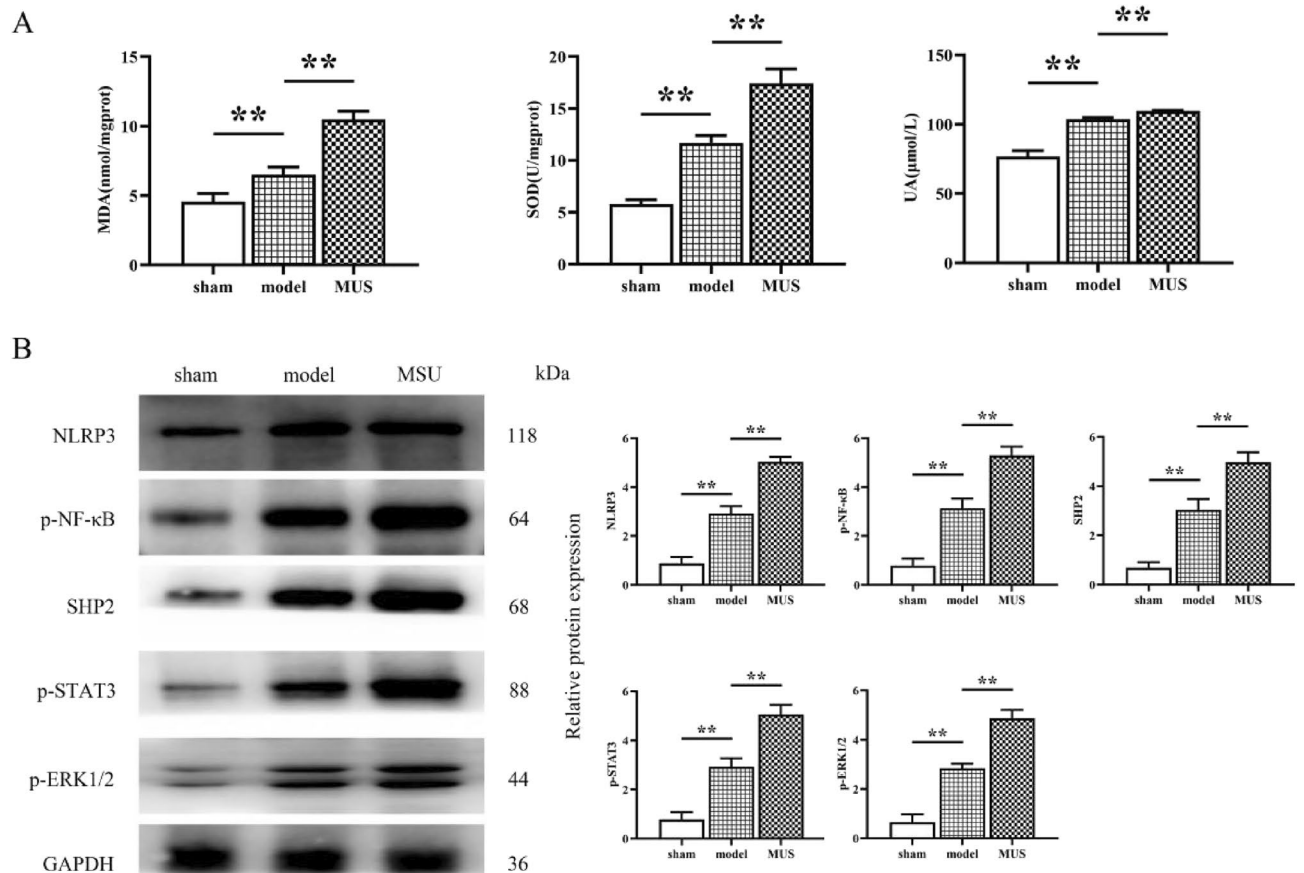 A
** ** ** ** ** **
MDA(nmol/mgprot)
15
10
5
0
sham model MUS
SOD(U/mgprot)
20
15
10
5
0
sham model MUS
UA(μmol/L)
150
100
50
0
sham model MUS
B
sham model MSU kDa
NLRP3 118
p-NF-κB 64
SHP2 68
p-STAT3 88
p-ERK1/2 44
GAPDH 36
Relative protein expression
NLRP3
6
4
2
0
** **
sham model MUS
p-NF-κB
6
4
2
0
** **
sham model MUS
SHP2
6
4
2
0
** **
sham model MUS
p-STAT3
6
4
2
0
** **
sham model MUS
p-ERK1/2
6
4
2
0
** **
sham model MUS